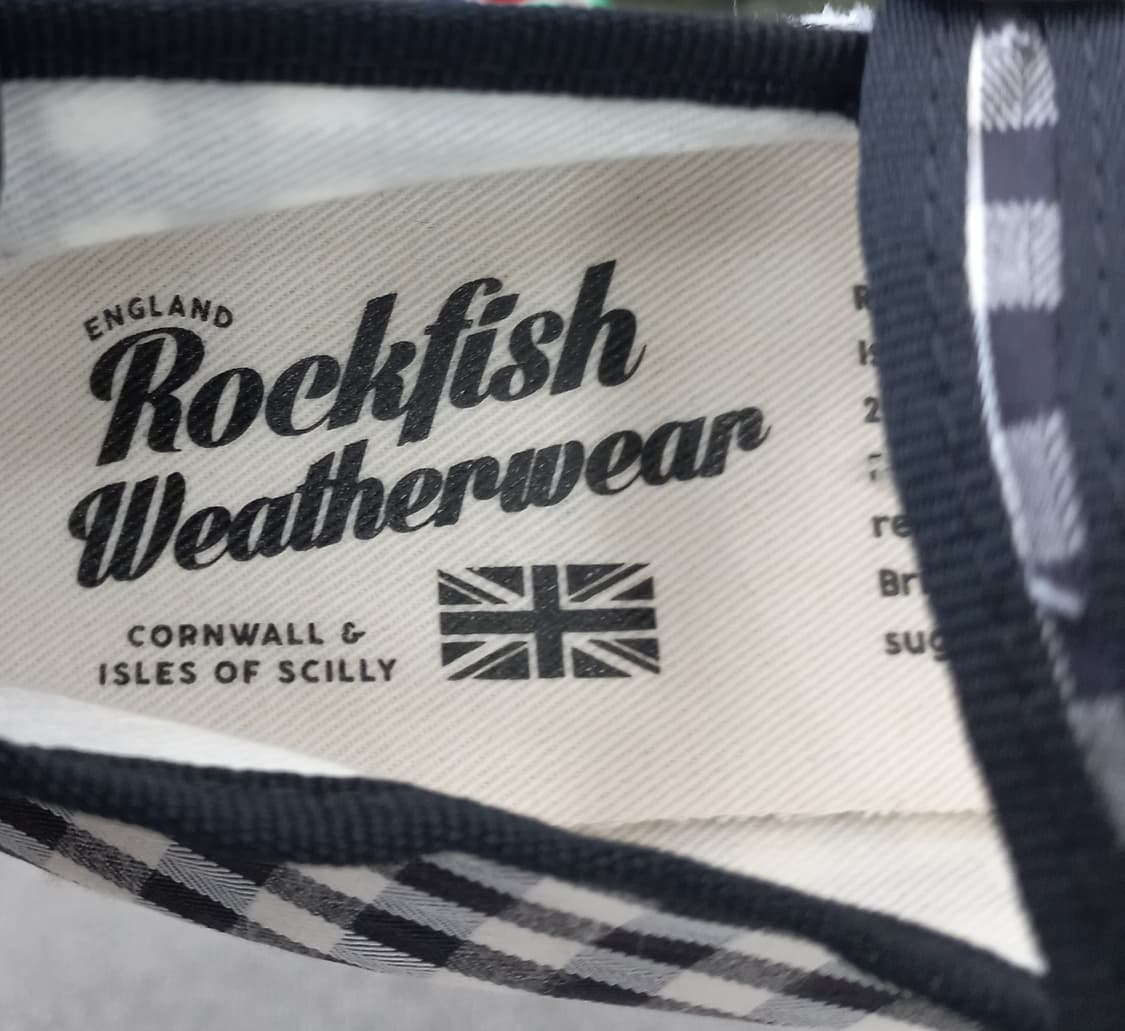 ENGLAND
Rockfish
Weatherwear
CORNWALL &
ISLES OF SCILLY